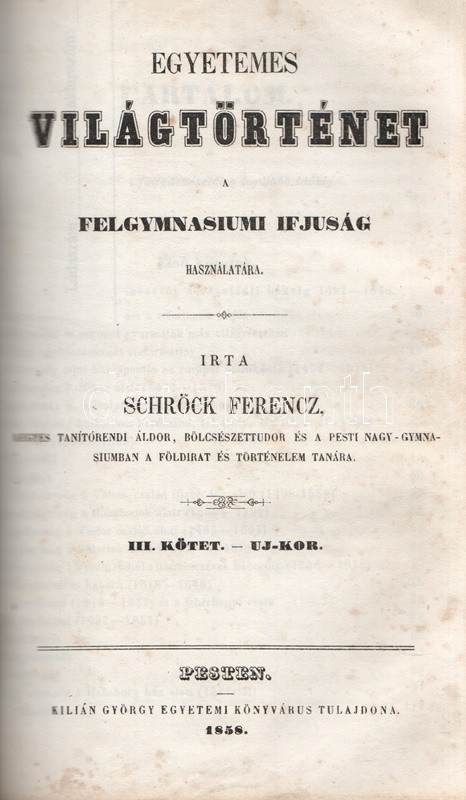 EGYETEMES
VILÁGTÖRTÉNET
A
FELGYMNASIUMI IFJUSÁG
HASZNÁLATÁRA.
IRTA
SCHRÖCK FERENCZ,
TANÍTÓRENDI ÁLDOR, BÖLCSÉSZETTUDOR ÉS A PESTI NAGY-GYMNA-
SIUMBAN A FÖLDIRAT ÉS TÖRTÉNELEM TANÁRA.
III. KÖTET. — UJ-KOR.
PESTEN.
KILIÁN GYÖRGY EGYETEMI KÖNYVÁRUS TULAJDONA.
1858.